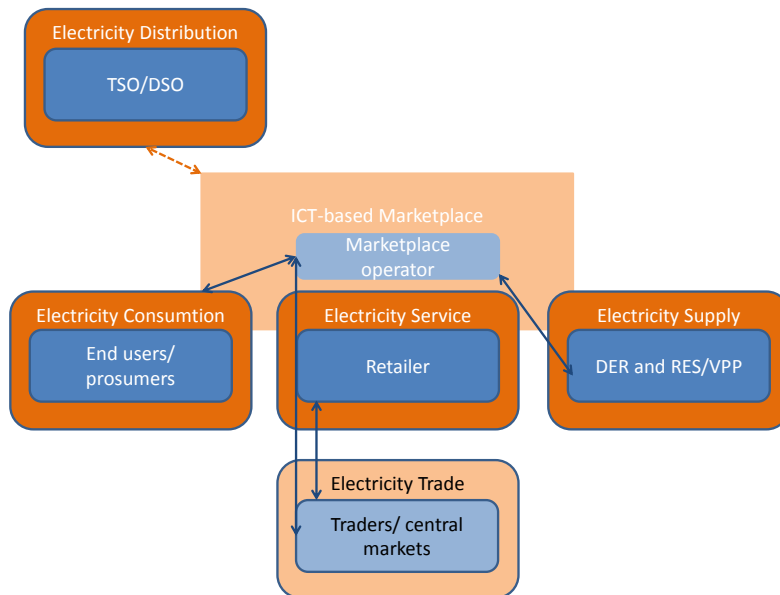 Electricity Distribution
TSO/DSO
ICT-based Marketplace
Marketplace
operator
Electricity Consumtion
End users/
prosumers
Electricity Service
Retailer
Electricity Supply
DER and RES/VPP
Electricity Trade
Traders/ central
markets